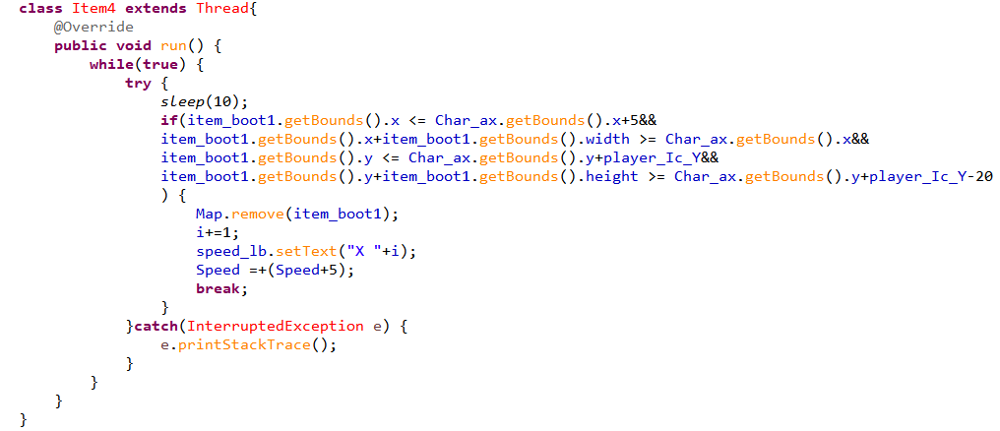 class Item4 extends Thread{
@Override
public void run() {
while(true) {
try {
sleep(10);
if(item_boot1.getBounds().x <= Char_ax.getBounds().x+5&&
item_boot1.getBounds().x+item_boot1.getBounds().width >= Char_ax.getBounds().x&&
item_boot1.getBounds().y <= Char_ax.getBounds().y+player_Ic_Y&&
item_boot1.getBounds().y+item_boot1.getBounds().height >= Char_ax.getBounds().y+player_Ic_Y-20
) {
Map.remove(item_boot1);
i+=1;
speed_lb.setText("X "+i);
Speed =+(Speed+5);
break;
}
}catch(InterruptedException e) {
e.printStackTrace();
}
}
}
}